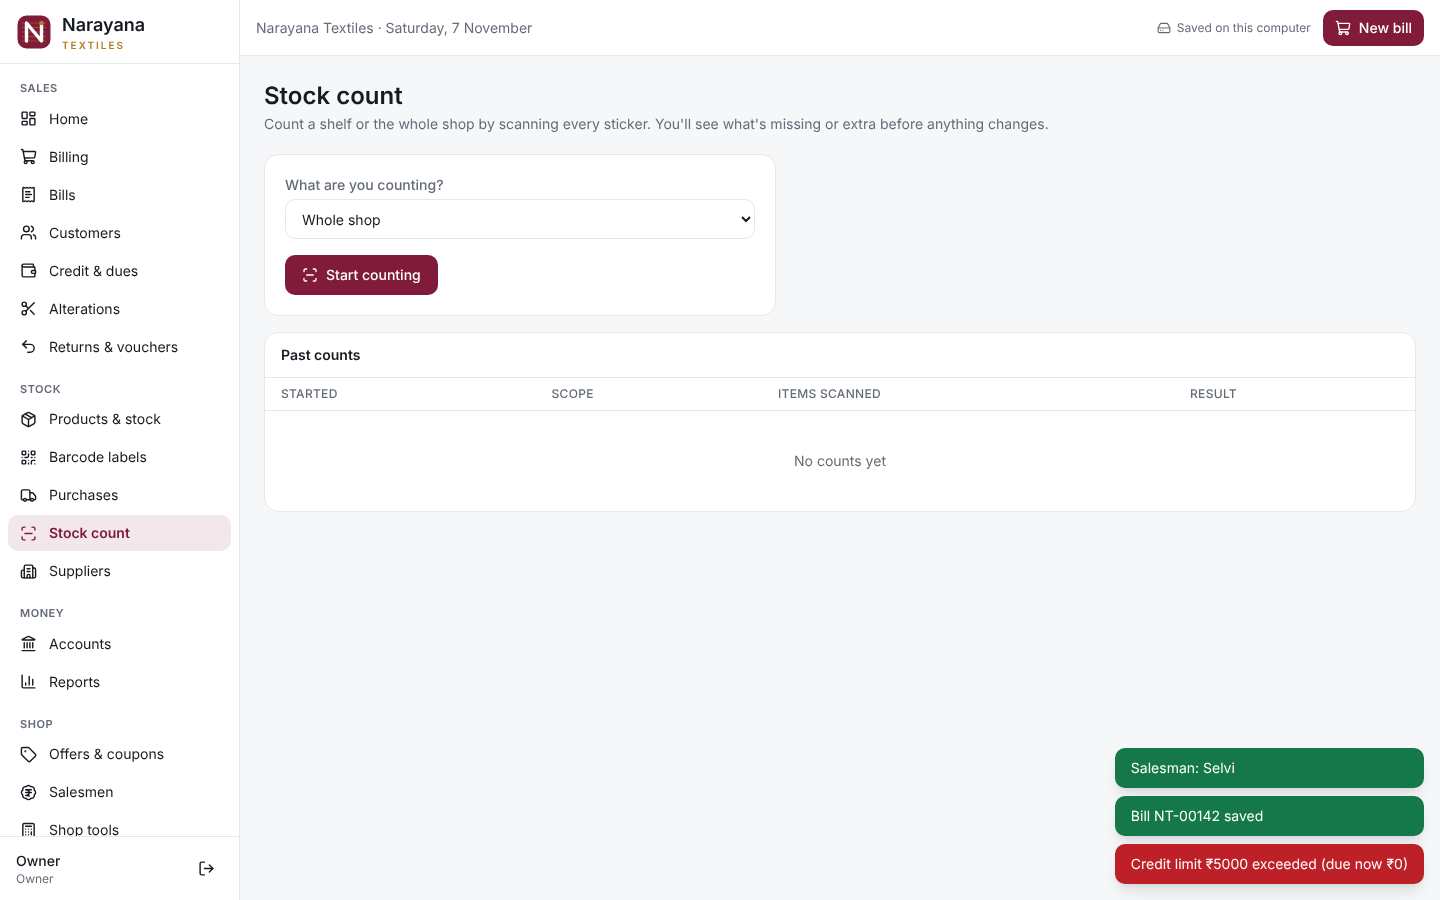 Narayana
TEXTILES
SALES
Home
Billing
Bills
Customers
Credit & dues
Alterations
Returns & vouchers
STOCK
Products & stock
Barcode labels
Purchases
Stock count
Suppliers
MONEY
Accounts
Reports
SHOP
Offers & coupons
Salesmen
Shop tools
Owner
Owner
Narayana Textiles · Saturday, 7 November
Saved on this computer
New bill
Stock count
Count a shelf or the whole shop by scanning every sticker. You'll see what's missing or extra before anything changes.
What are you counting?
Whole shop
Start counting
Past counts
STARTED SCOPE ITEMS SCANNED RESULT
No counts yet
Salesman: Selvi
Bill NT-00142 saved
Credit limit ₹5000 exceeded (due now ₹0)